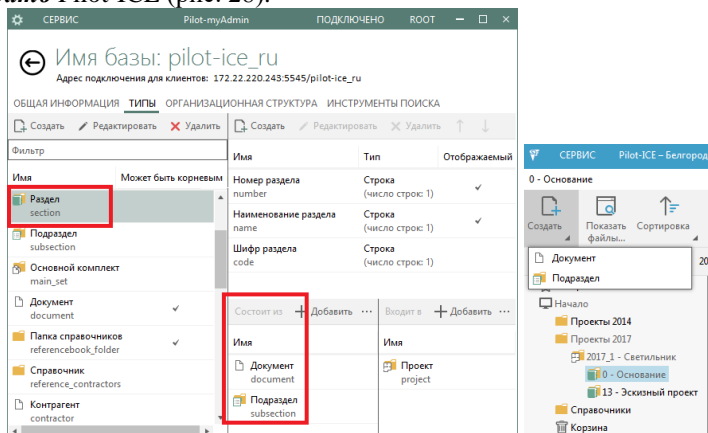 Pilot-ICE (рис. 26).
СЕРВИС Pilot-myAdmin ПОДКЛЮЧЕНО ROOT
Имя базы: pilot-ice_ru
Адрес подключения для клиентов: 172.22.220.243:5545/pilot-ice_ru
ОБЩАЯ ИНФОРМАЦИЯ ТИПЫ ОРГАНИЗАЦИОННАЯ СТРУКТУРА ИНСТРУМЕНТЫ ПОИСКА
Создать Редактировать Удалить
Фильтр
Имя Может быть корневым
Раздел
section
Подраздел
subsection
Основной комплект
main_set
Документ
document
Папка справочников
referencebook_folder
Справочник
reference_contractors
Контрагент
contractor
Создать Редактировать Удалить
Имя Тип Отображаемый
Номер раздела Строка
number (число строк: 1)
Наименование раздела Строка
name (число строк: 1)
Шифр раздела Строка
code (число строк: 1)
Состоит из Добавить ...
Имя
Документ
document
Подраздел
subsection
Входит в Добавить ...
Имя
Проект
project
СЕРВИС Pilot-ICE – Белгород
0 - Основание
Создать Показать файлы... Сортировка
Документ
Подраздел
20
Начало
Проекты 2014
Проекты 2017
2017_1 - Светильник
0 - Основание
13 - Эскизный проект
Справочники
Корзина